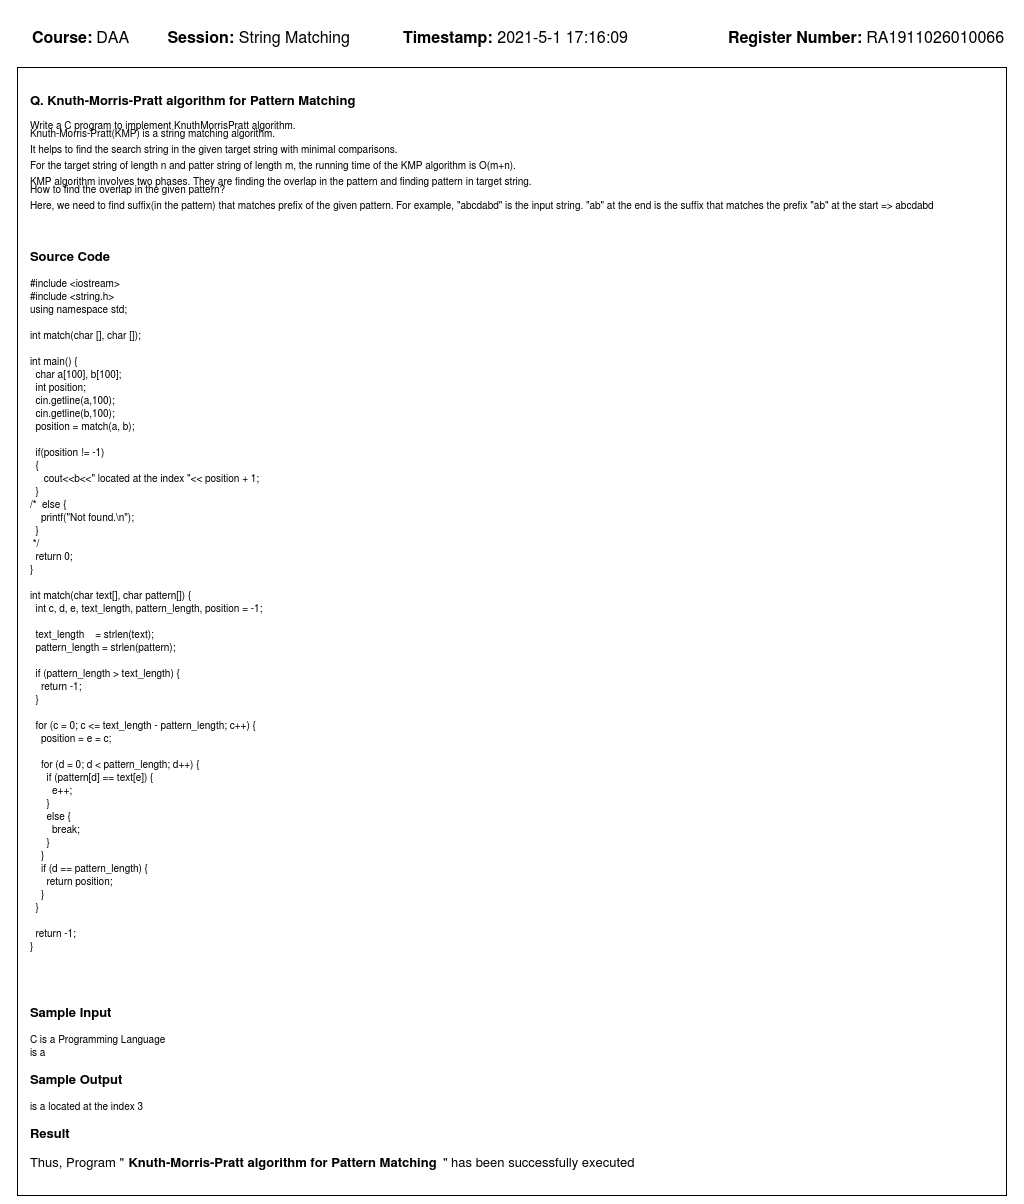 Course: DAA Session: String Matching Timestamp: 2021-5-1 17:16:09 Register Number: RA1911026010066
Q. Knuth-Morris-Pratt algorithm for Pattern Matching
Write a C program to implement KnuthMorrisPratt algorithm.
Knuth-Morris-Pratt(KMP) is a string matching algorithm.
It helps to find the search string in the given target string with minimal comparisons.
For the target string of length n and patter string of length m, the running time of the KMP algorithm is O(m+n).
KMP algorithm involves two phases. They are finding the overlap in the pattern and finding pattern in target string.
How to find the overlap in the given pattern?
Here, we need to find suffix(in the pattern) that matches prefix of the given pattern. For example, "abcdabd" is the input string. "ab" at the end is the suffix that matches the prefix "ab" at the start => abcdabd
Source Code
#include <iostream>
#include <string.h>
using namespace std;
int match(char [], char []);
int main() {
char a[100], b[100];
int position;
cin.getline(a,100);
cin.getline(b,100);
position = match(a, b);
if(position != -1)
{
cout<<b<<" located at the index "<< position + 1;
}
/* else {
printf("Not found.\n");
}
*/
return 0;
}
int match(char text[], char pattern[]) {
int c, d, e, text_length, pattern_length, position = -1;
text_length = strlen(text);
pattern_length = strlen(pattern);
if (pattern_length > text_length) {
return -1;
}
for (c = 0; c <= text_length - pattern_length; c++) {
position = e = c;
for (d = 0; d < pattern_length; d++) {
if (pattern[d] == text[e]) {
e++;
}
else {
break;
}
}
if (d == pattern_length) {
return position;
}
}
return -1;
}
Sample Input
C is a Programming Language
is a
Sample Output
is a located at the index 3
Result
Thus, Program " Knuth-Morris-Pratt algorithm for Pattern Matching " has been successfully executed